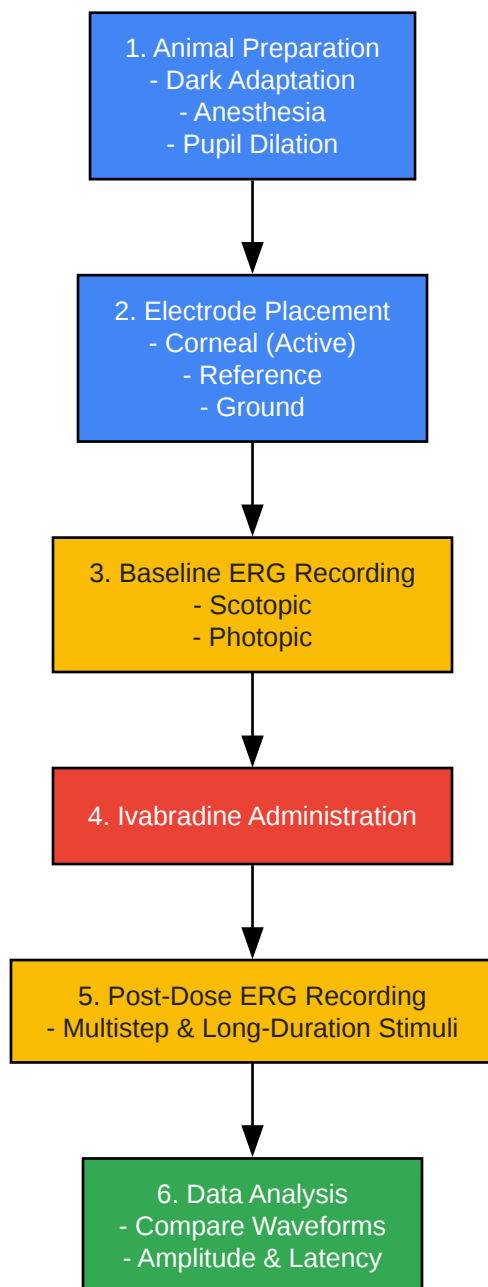 1. Animal Preparation
- Dark Adaptation
- Anesthesia
- Pupil Dilation
2. Electrode Placement
- Corneal (Active)
- Reference
- Ground
3. Baseline ERG Recording
- Scotopic
- Photopic
4. Ivabradine Administration
5. Post-Dose ERG Recording
- Multistep & Long-Duration Stimuli
6. Data Analysis
- Compare Waveforms
- Amplitude & Latency